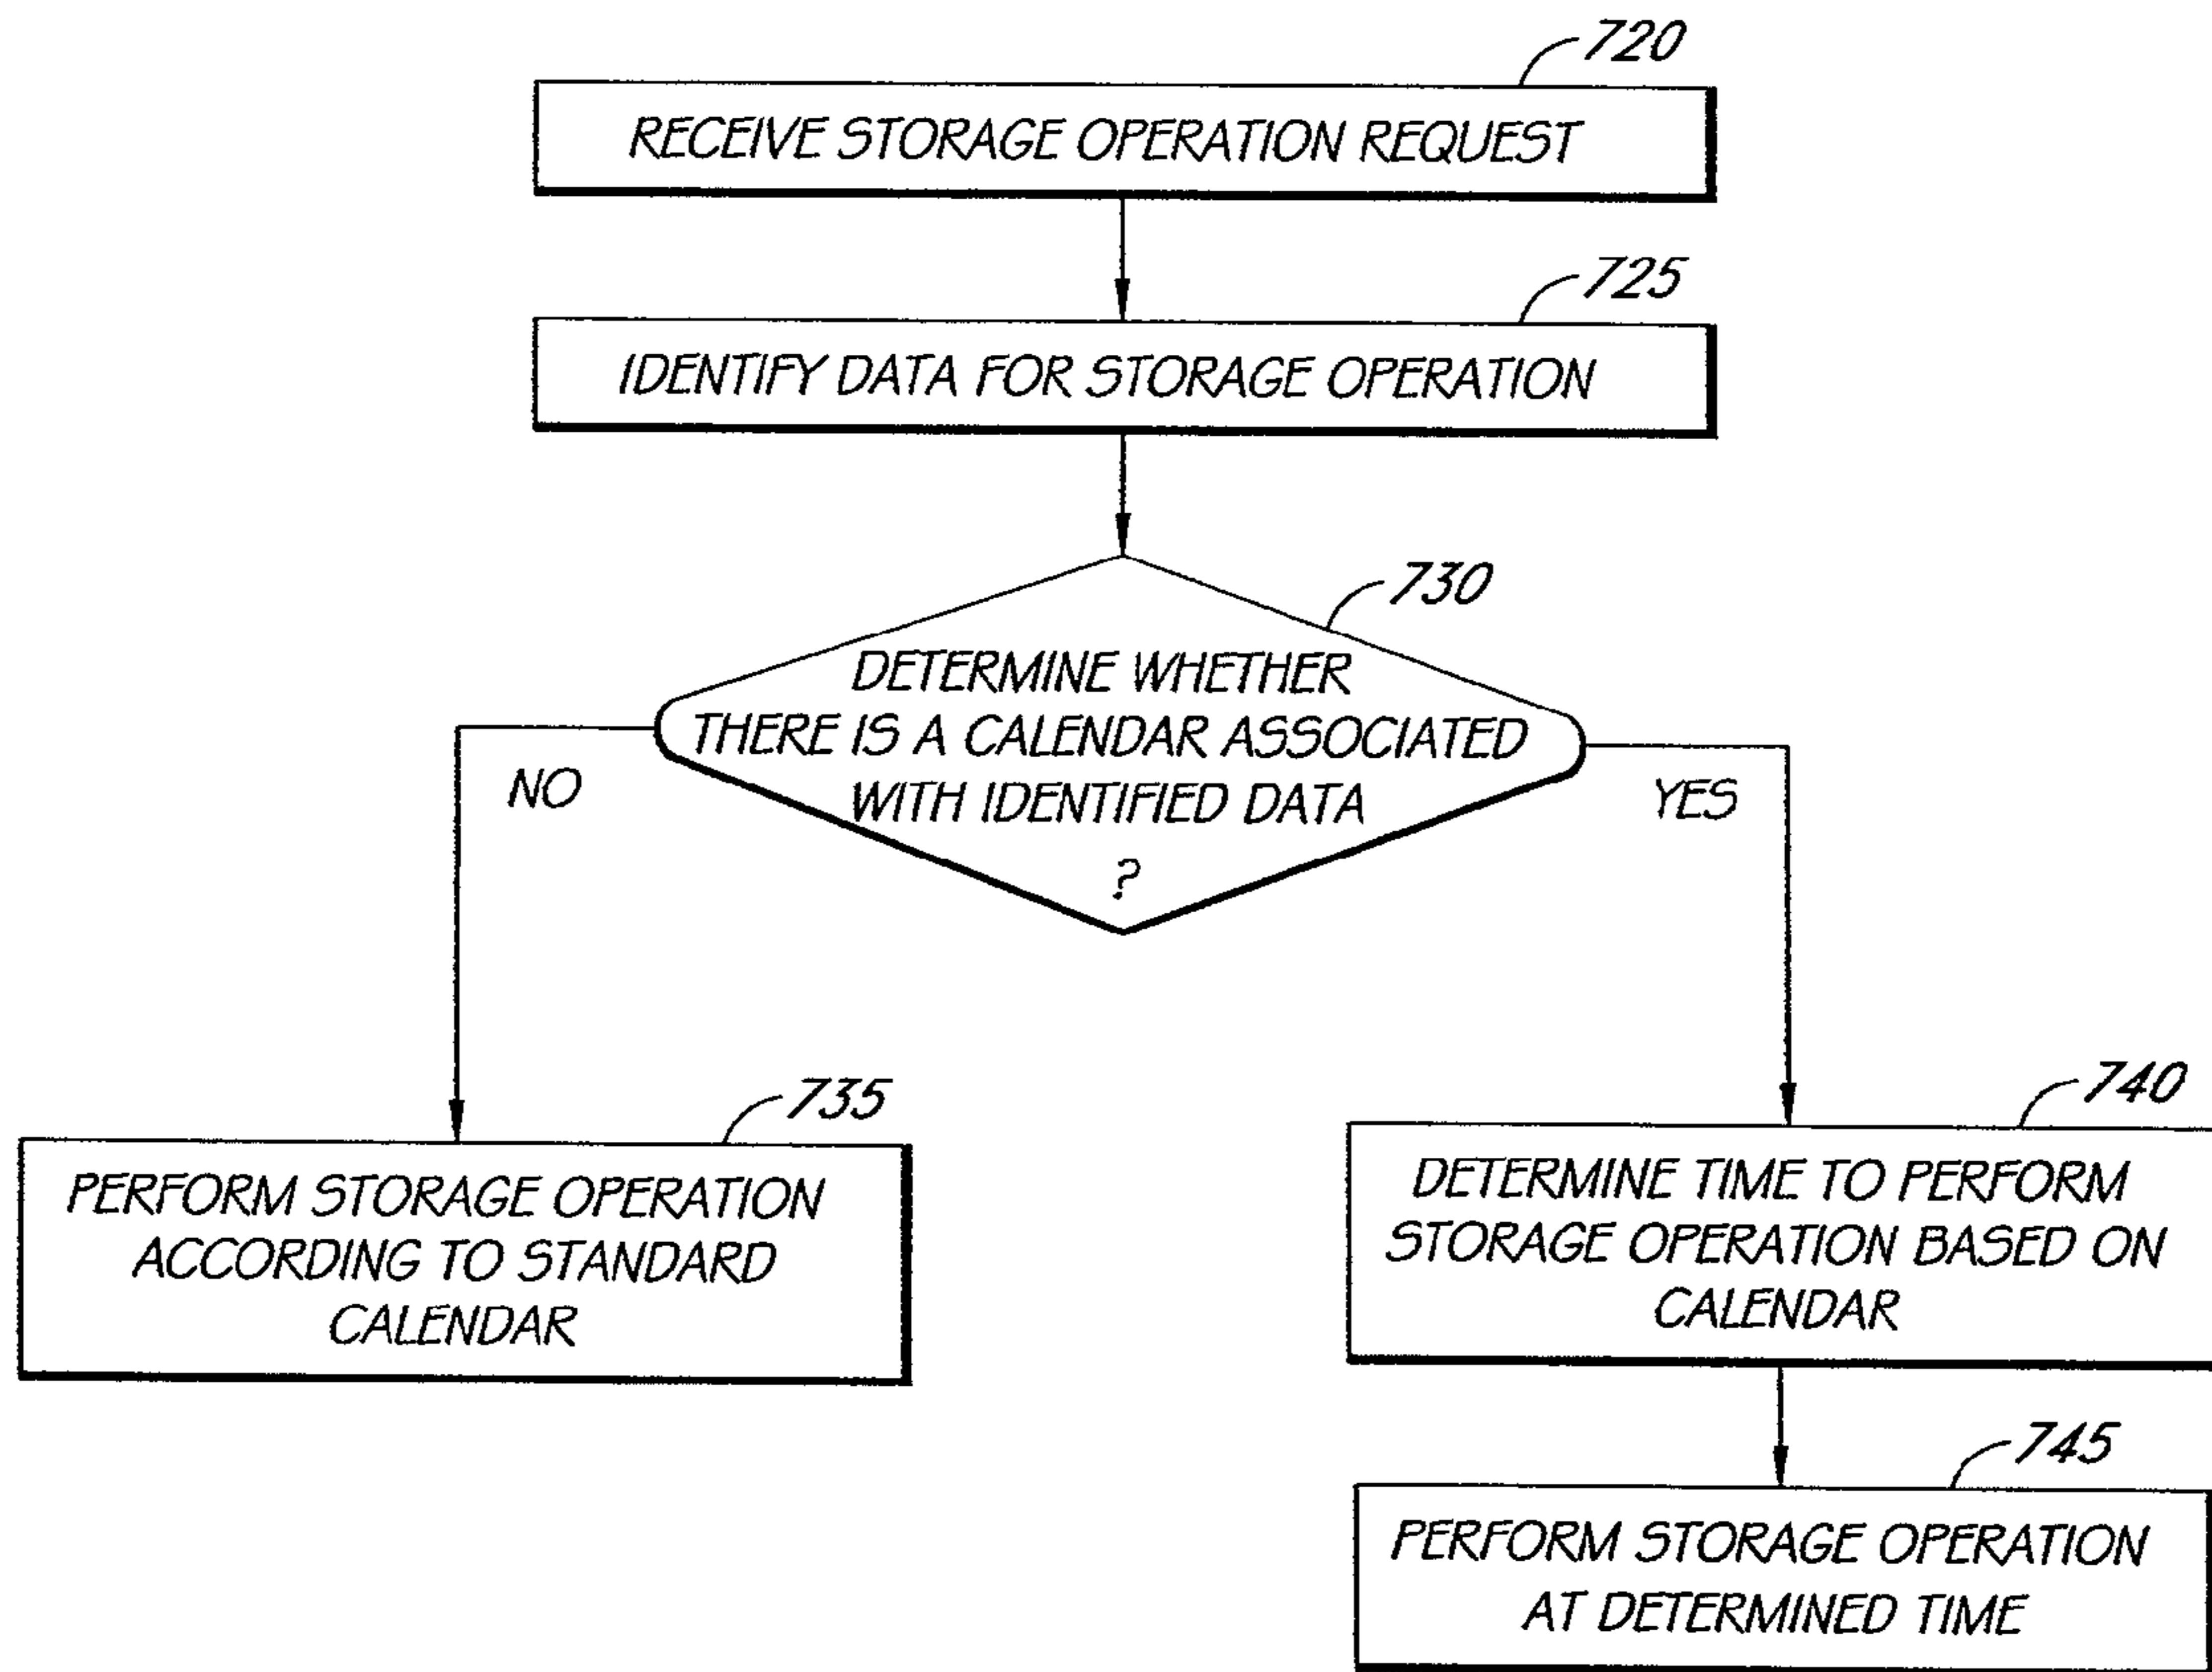 720
RECEIVE STORAGE OPERATION REQUEST
725
IDENTIFY DATA FOR STORAGE OPERATION
730
DETERMINE WHETHER
THERE IS A CALENDAR ASSOCIATED
WITH IDENTIFIED DATA
?
NO
YES
735
PERFORM STORAGE OPERATION
ACCORDING TO STANDARD
CALENDAR
740
DETERMINE TIME TO PERFORM
STORAGE OPERATION BASED ON
CALENDAR
745
PERFORM STORAGE OPERATION
AT DETERMINED TIME